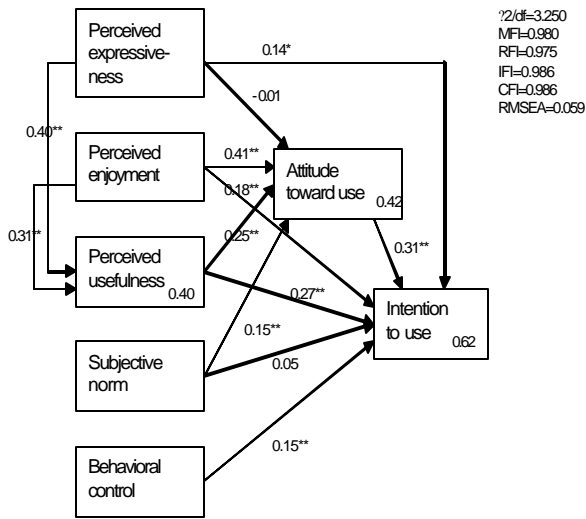 ?2/df=3.250
MFI=0.980
RFI=0.975
IFI=0.986
CFI=0.986
RMSEA=0.059
Perceived
expressive-
ness
0.14*
-0.01
0.40**
Perceived
enjoyment
0.41**
0.18**
Attitude
toward use
0.42
0.31**
0.25**
0.31**
Perceived
usefulness
0.40
0.27**
Intention
to use
0.62
0.15**
0.05
Subjective
norm
0.15**
Behavioral
control